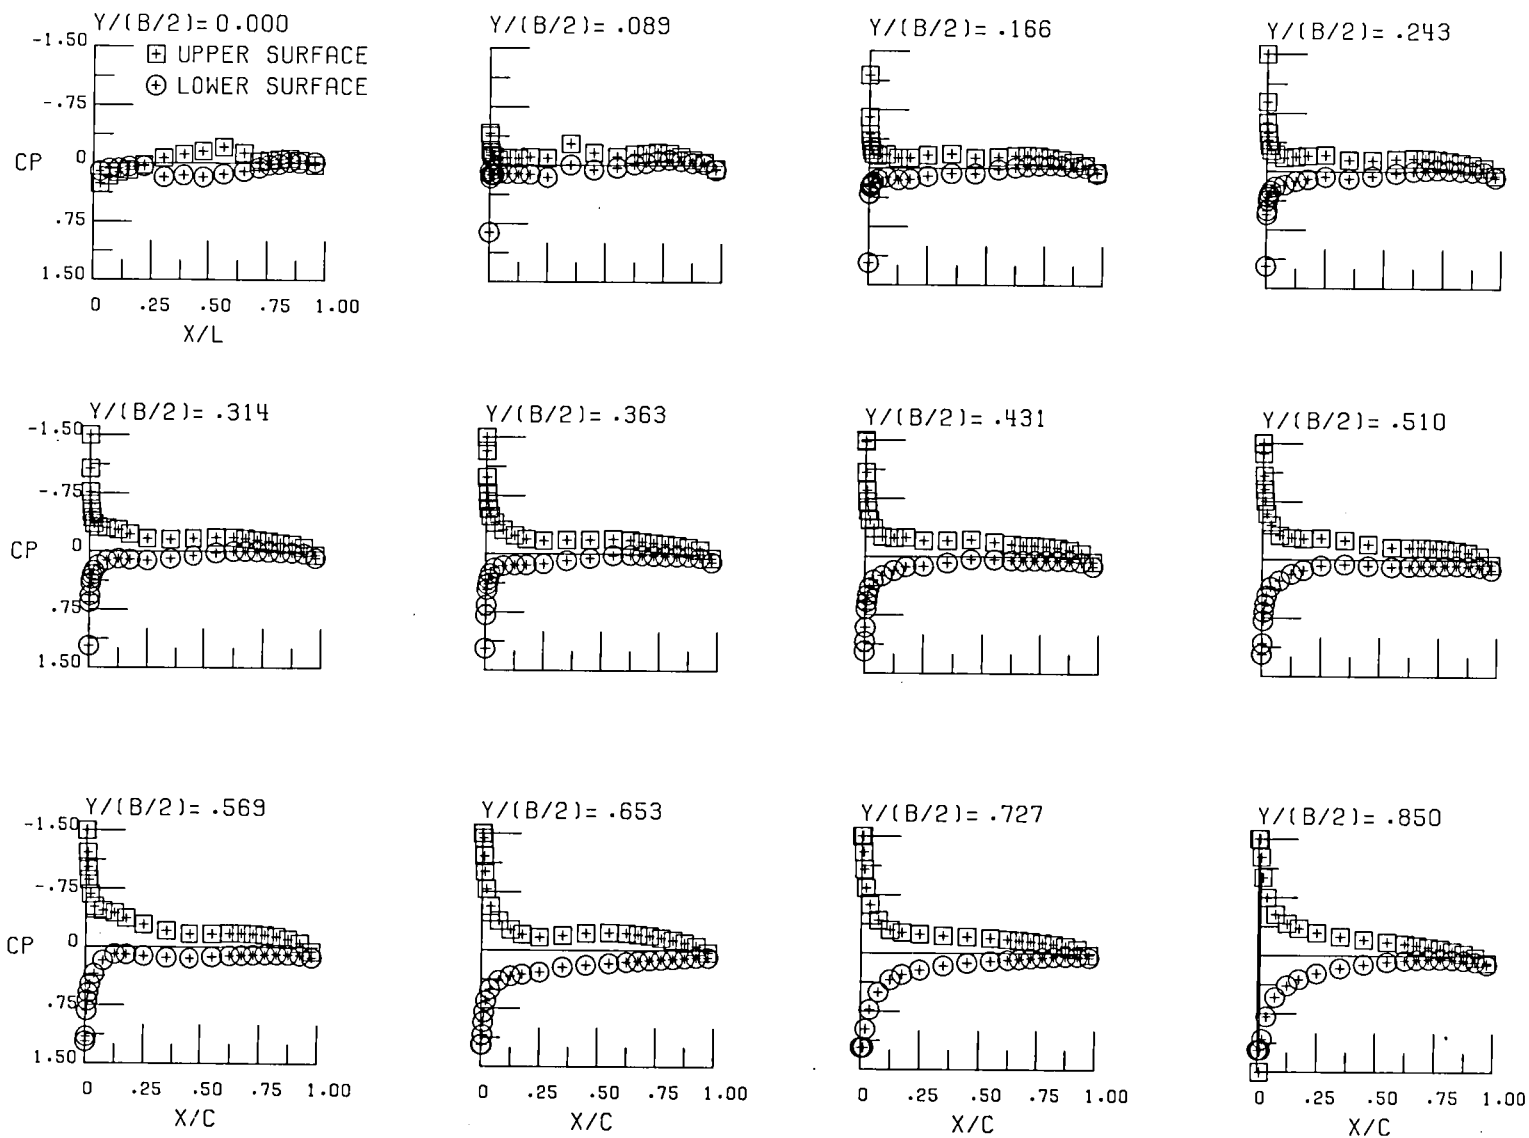 Y/(B/2)= 0.000
Y/(B/2)= .089
Y/(B/2)= .166
Y/(B/2)= .243
-1.50
UPPER SURFACE
LOWER SURFACE
-.75
CP
0
.75
1.50
0 .25 .50 .75 1.00
X/L
Y/(B/2)= .314
Y/(B/2)= .363
Y/(B/2)= .431
Y/(B/2)= .510
-1.50
-.75
CP
0
.75
1.50
Y/(B/2)= .569
Y/(B/2)= .653
Y/(B/2)= .727
Y/(B/2)= .850
-1.50
-.75
CP
0
.75
1.50
0 .25 .50 .75 1.00
0 .25 .50 .75 1.00
0 .25 .50 .75 1.00
0 .25 .50 .75 1.00
X/C
X/C
X/C
X/C